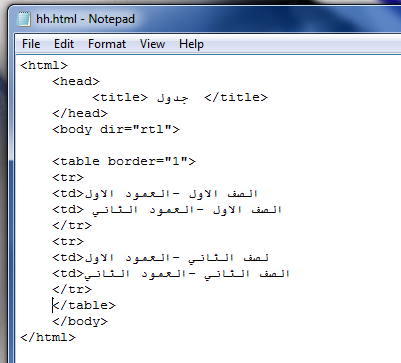 hh.html - Notepad
File Edit Format View Help
<html>
<head>
<title> جدول </title>
</head>
<body dir="rtl">
<table border="1">
<tr>
<td>الصف الاول -العمود الاول
<td> الصف الاول -العمود الثاني
</tr>
<tr>
<td>لصف الثاني -العمود الاول
<td>الصف الثاني -العمود الثاني
</tr>
</table>
</body>
</html>